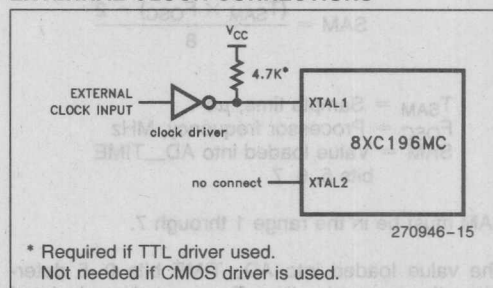 V_CC
4.7K*
EXTERNAL
CLOCK INPUT
clock driver
XTAL1
8XC196MC
no connect
XTAL2
270946-15
* Required if TTL driver used.
Not needed if CMOS driver is used.